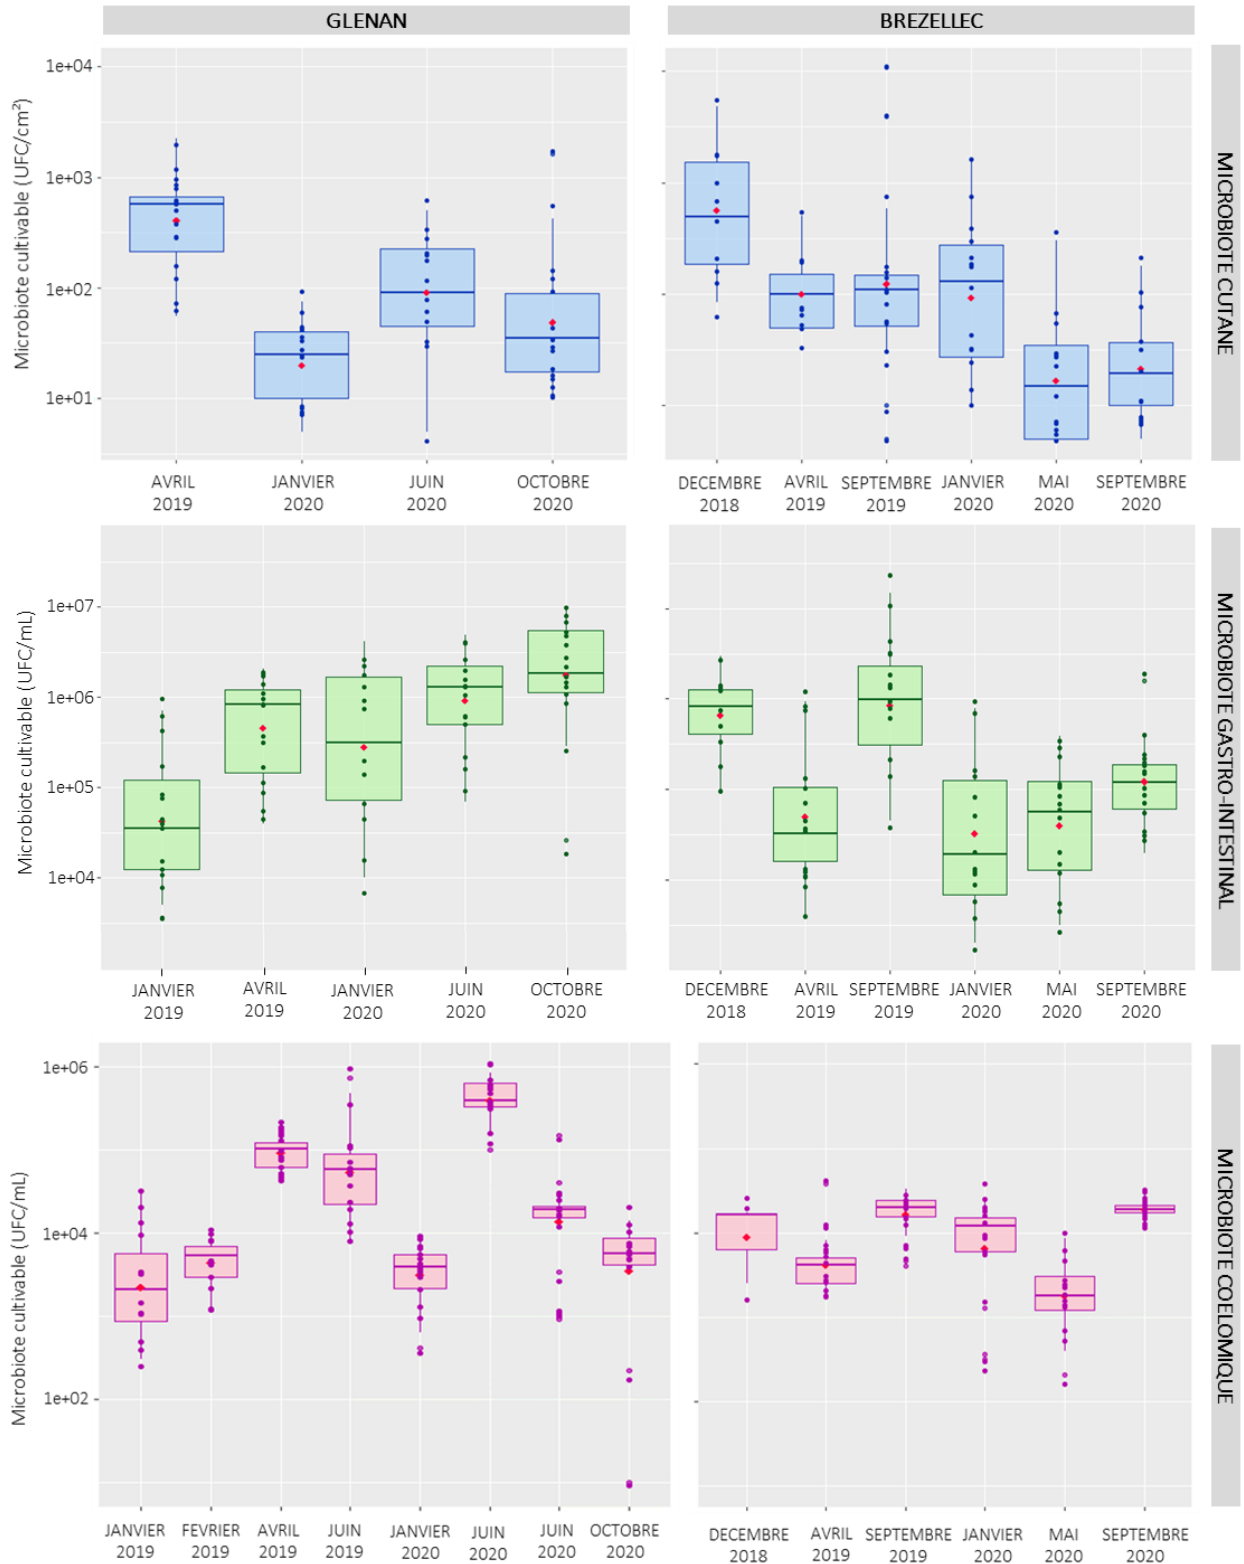 GLENAN
BREZELLEC
Microbiote cultivable (UFC/cm²)
1e+04
1e+03
1e+02
1e+01
MICROBIOTE CUTANE
AVRIL
2019
JANVIER
2020
JUIN
2020
OCTOBRE
2020
DECEMBRE
2018
AVRIL
2019
SEPTEMBRE
2019
JANVIER
2020
MAI
2020
SEPTEMBRE
2020
Microbiote cultivable (UFC/mL)
1e+07
1e+06
1e+05
1e+04
MICROBIOTE GASTRO-INTESTINAL
JANVIER
2019
AVRIL
2019
JANVIER
2020
JUIN
2020
OCTOBRE
2020
DECEMBRE
2018
AVRIL
2019
SEPTEMBRE
2019
JANVIER
2020
MAI
2020
SEPTEMBRE
2020
Microbiote cultivable (UFC/mL)
1e+06
1e+04
1e+02
MICROBIOTE COELOMIQUE
JANVIER
2019
FEVRIER
2019
AVRIL
2019
JUIN
2019
JANVIER
2020
JUIN
2020
JUIN
2020
OCTOBRE
2020
DECEMBRE
2018
AVRIL
2019
SEPTEMBRE
2019
JANVIER
2020
MAI
2020
SEPTEMBRE
2020